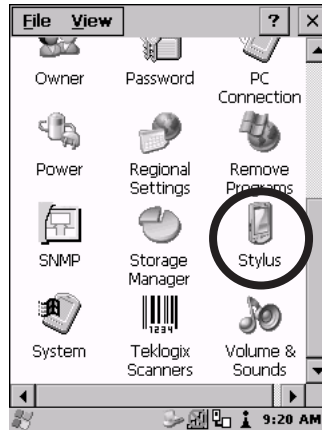 File View ? ×
Owner Password PC Connection
Power Regional Settings Remove Programs
SNMP Storage Manager Stylus
1234
System Teklogix Scanners Volume & Sounds
9:20 AM